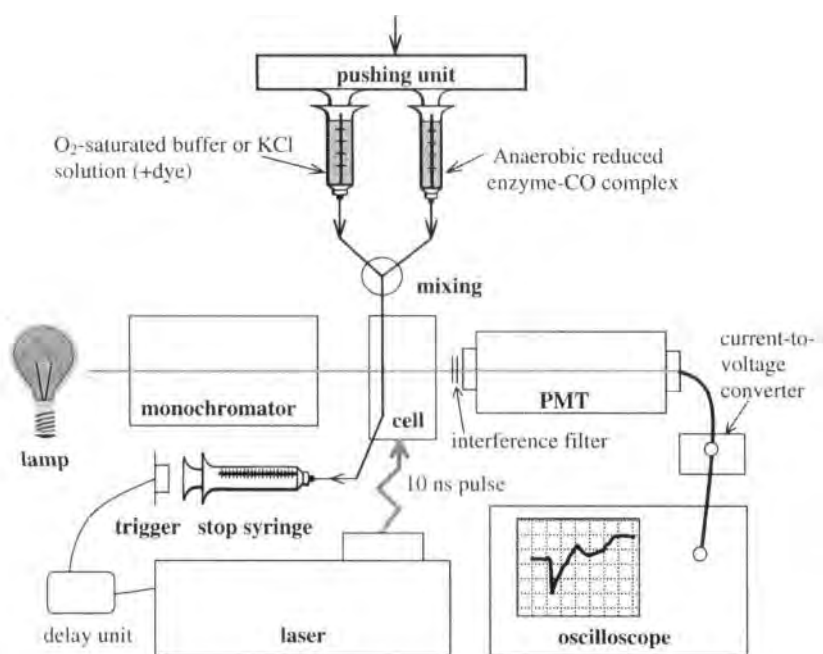 pushing unit
O₂-saturated buffer or KCl
solution (+dye)
Anaerobic reduced
enzyme-CO complex
mixing
current-to-
voltage
converter
monochromator
cell
PMT
interference filter
lamp
10 ns pulse
trigger
stop syringe
delay unit
laser
oscilloscope